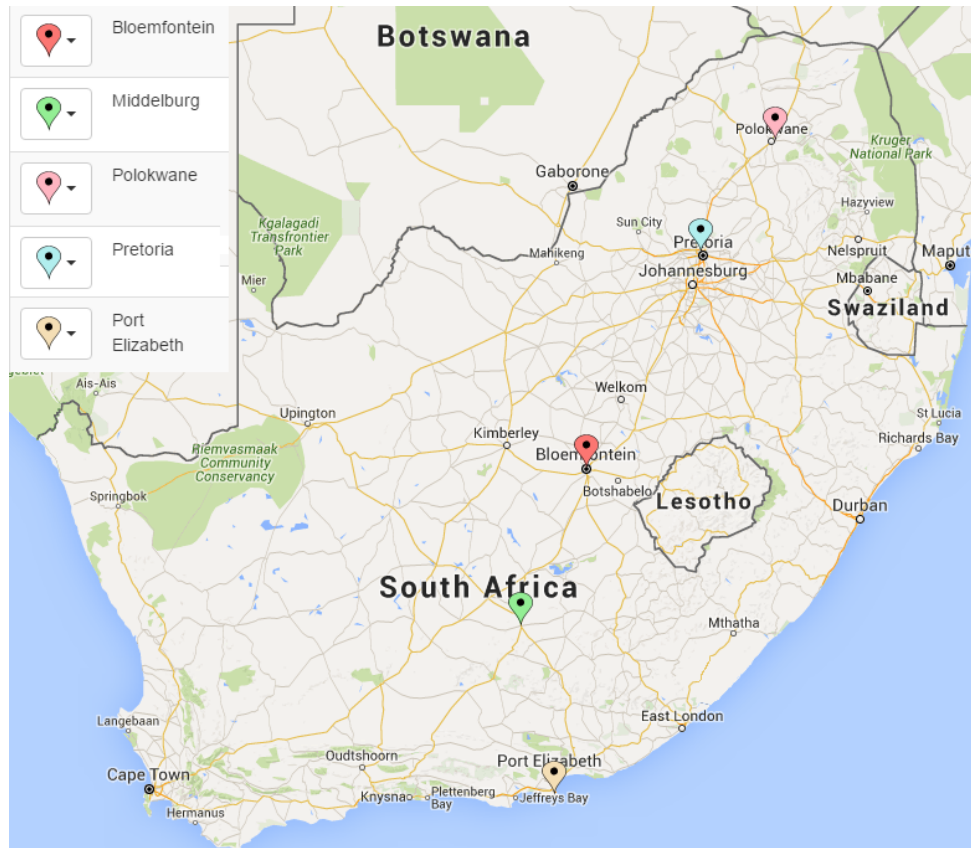 Bloemfontein
Middelburg
Polokwane
Pretoria
Port
Elizabeth
Botswana
Polokwane
Kruger
National Park
Gaborone
Hazyview
Kgalagadi
Transfrontier
Park
Sun City
Pretoria
Nelspruit
Mahikeng
Maput
Johannesburg
Mier
Mbabane
Swaziland
Ais-Ais
Welkom
St Lucia
Upington
Kimberley
Richards Bay
Riemvasmaak
Community
Conservancy
Bloemfontein
Botshabelo
Springbok
Lesotho
Durban
South Africa
Mthatha
Langebaan
East London
Oudtshoorn
Port Elizabeth
Cape Town
Knysna
Plettenberg
Bay
Jeffreys Bay
Hermanus